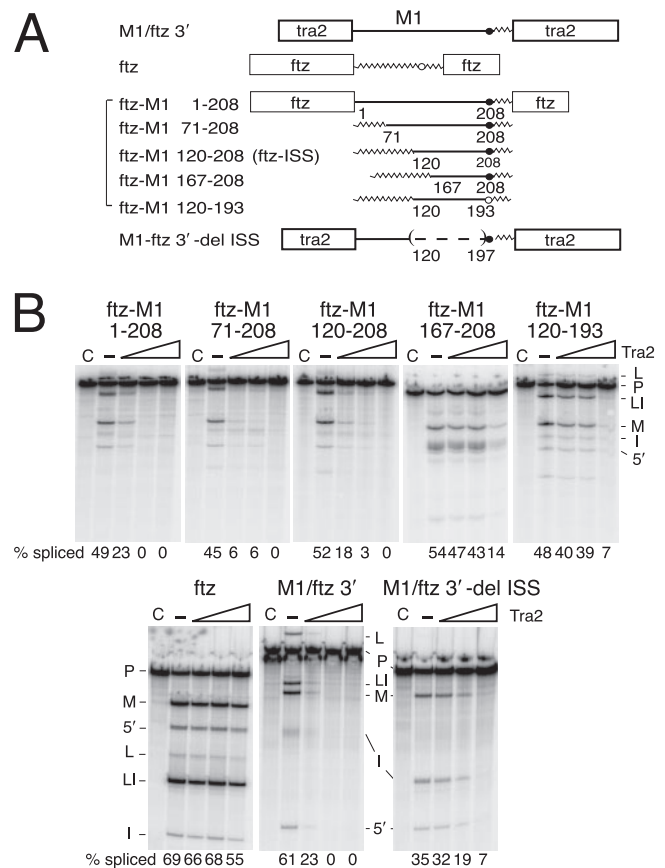 A
M1/ftz 3′
tra2
M1
tra2
ftz
ftz
ftz
ftz-M1 1-208
ftz
1
208
ftz
ftz-M1 71-208
71
208
ftz-M1 120-208 (ftz-ISS)
120
208
ftz-M1 167-208
167
208
ftz-M1 120-193
120
193
M1-ftz 3′ -del ISS
tra2
120
197
tra2
B
ftz-M1 1-208
ftz-M1 71-208
ftz-M1 120-208
ftz-M1 167-208
ftz-M1 120-193
C – C – C – C – C – Tra2
L
P
LI
M
I
5′
% spliced 49 23 0 0 45 6 6 0 52 18 3 0 54 47 43 14 48 40 39 7
ftz M1/ftz 3′ M1/ftz 3′ -del ISS
C – C – C – Tra2
P
M
5′
L
LI
I
L
P
LI
M
I
5′
% spliced 69 66 68 55 61 23 0 0 35 32 19 7